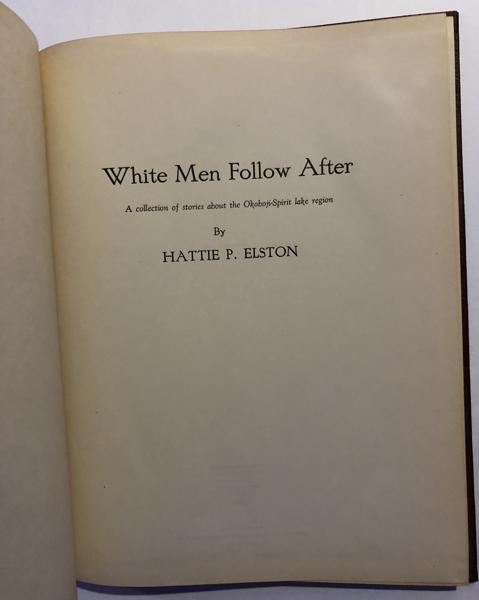 White Men Follow After
A collection of stories about the Okoboji-Spirit lake region
By
HATTIE P. ELSTON